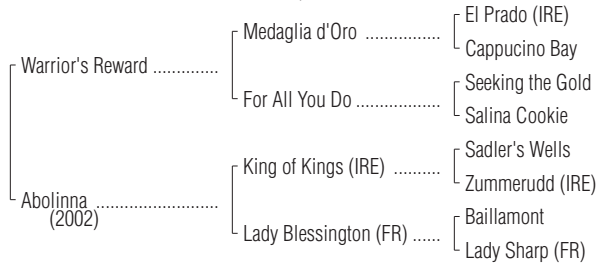 El Prado (IRE)
Medaglia d'Oro ................
Cappucino Bay
Warrior's Reward ..............
Seeking the Gold
For All You Do ..................
Salina Cookie
Sadler's Wells
King of Kings (IRE) ..........
Zummerudd (IRE)
Abolinna ..........................
(2002)
Baillamont
Lady Blessington (FR) ......
Lady Sharp (FR)